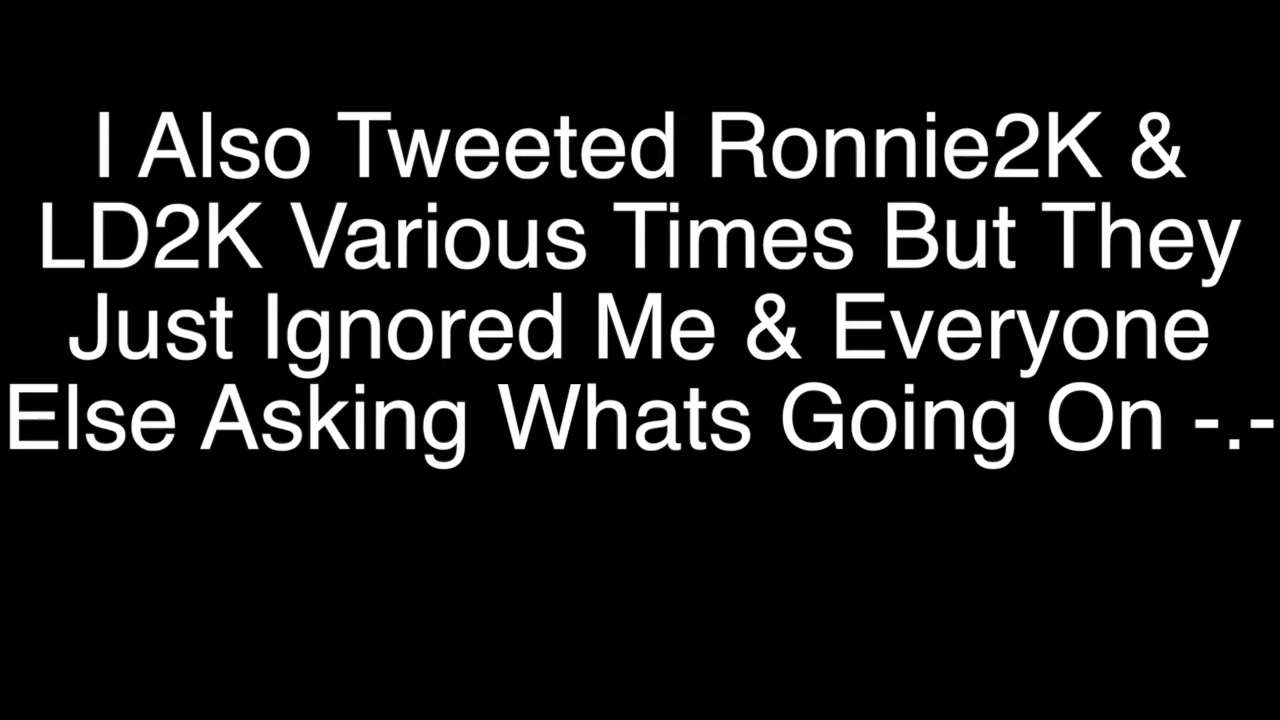 I Also Tweeted Ronnie2K &
LD2K Various Times But They
Just Ignored Me & Everyone
Else Asking Whats Going On -.-